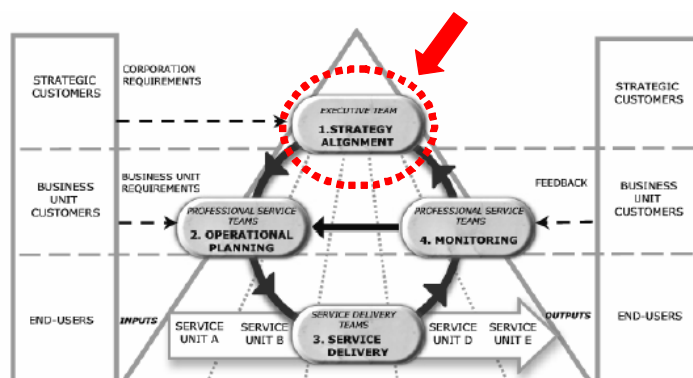 STRATEGIC
CUSTOMERS
CORPORATION
REQUIREMENTS
EXECUTIVE TEAM
1.STRATEGY
ALIGNMENT
STRATEGIC
CUSTOMERS
BUSINESS
UNIT
CUSTOMERS
BUSINESS UNIT
REQUIREMENTS
PROFESSIONAL SERVICE
TEAMS
2. OPERATIONAL
PLANNING
PROFESSIONAL SERVICE
TEAMS
4. MONITORING
FEEDBACK
BUSINESS
UNIT
CUSTOMERS
END-USERS
INPUTS
SERVICE
UNIT A
SERVICE
UNIT B
SERVICE DELIVERY
TEAMS
3. SERVICE
DELIVERY
SERVICE
UNIT D
SERVICE
UNIT E
OUTPUTS
END-USERS